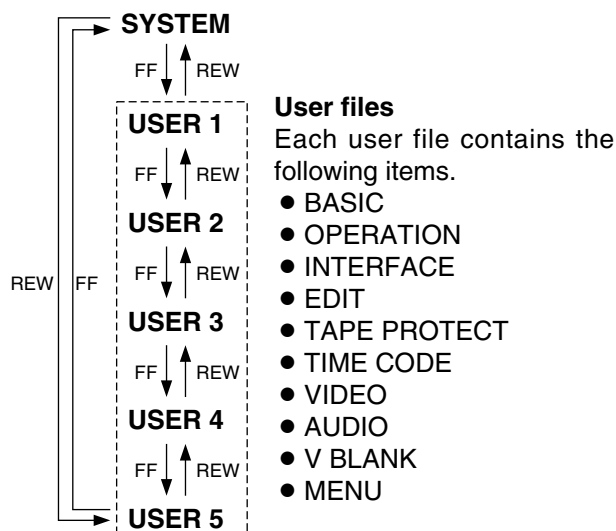 SYSTEM
FF REW
USER 1
FF REW
USER 2
FF REW
USER 3
FF REW
USER 4
FF REW
USER 5
REW FF
User files
Each user file contains the
following items.
● BASIC
● OPERATION
● INTERFACE
● EDIT
● TAPE PROTECT
● TIME CODE
● VIDEO
● AUDIO
● V BLANK
● MENU